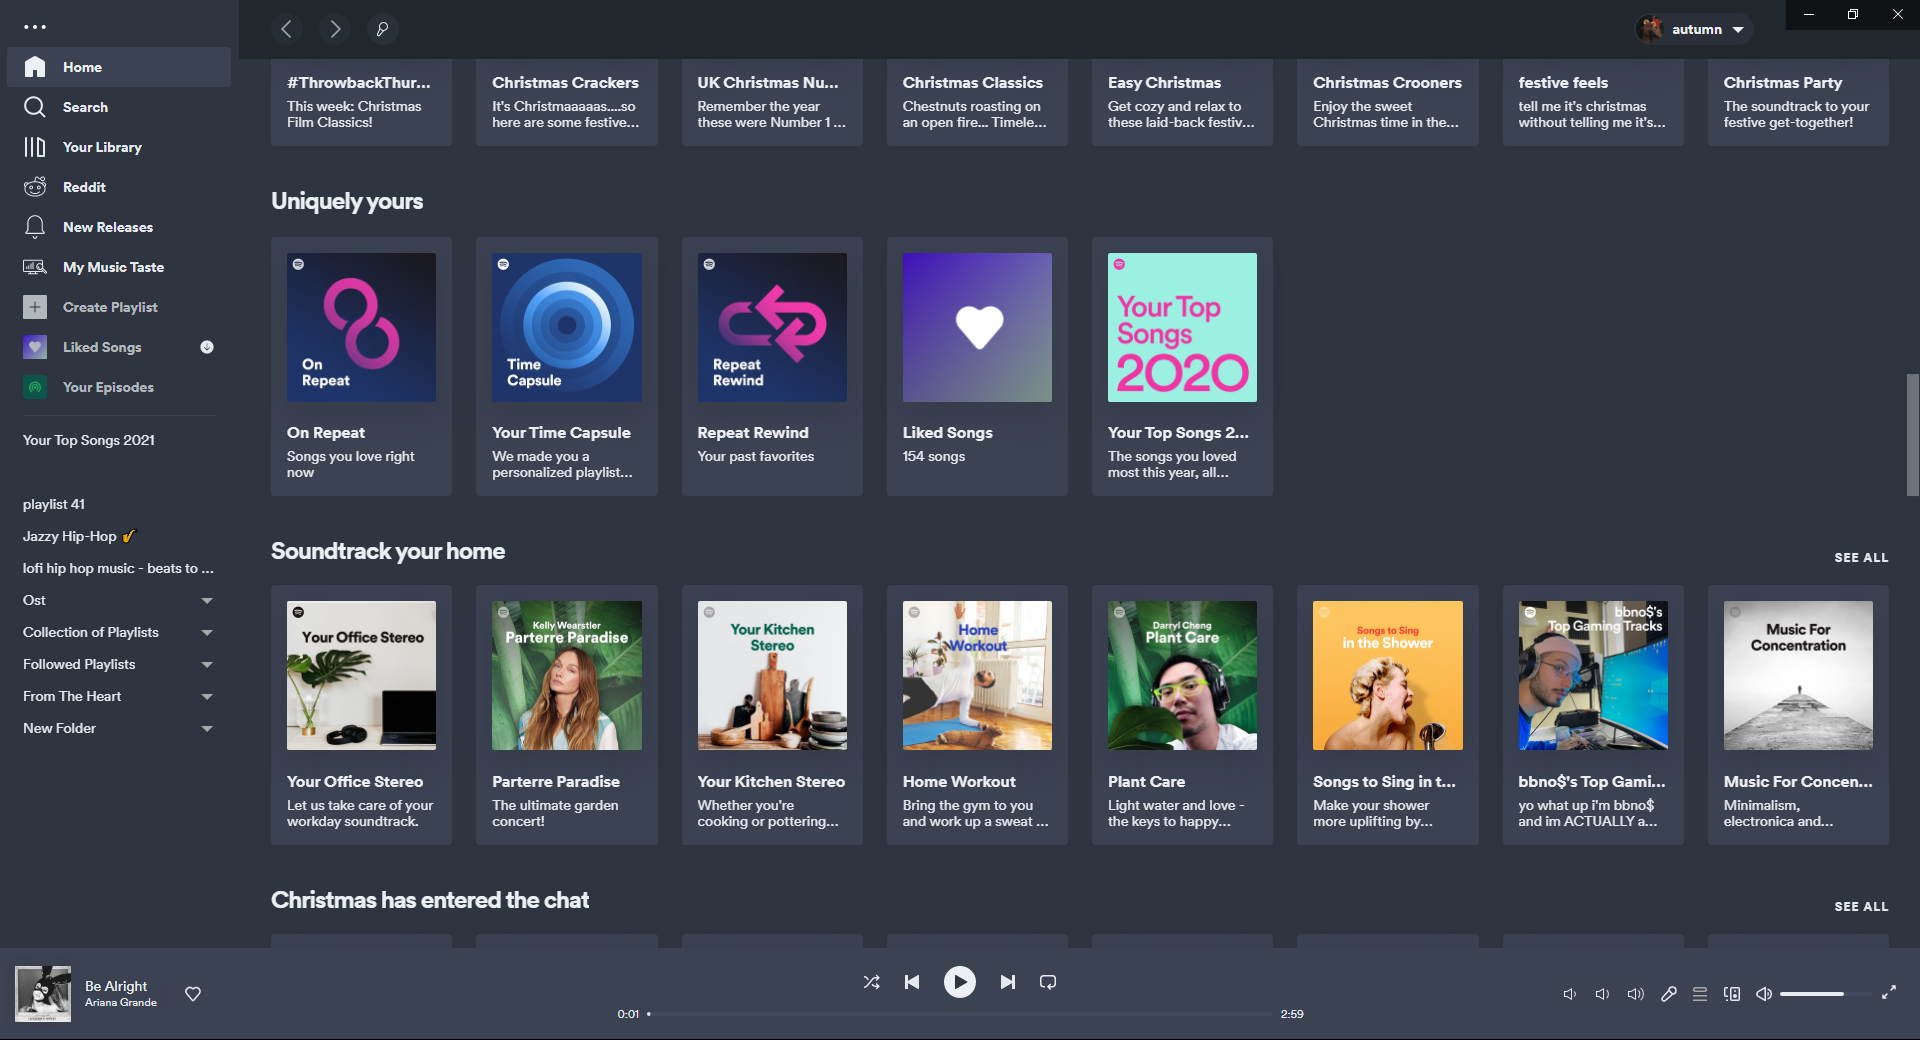 Home
Search
Your Library
Reddit
New Releases
My Music Taste
Create Playlist
Liked Songs
Your Episodes
Your Top Songs 2021
playlist 41
Jazzy Hip-Hop 🎷
lofi hip hop music - beats to ...
Ost
Collection of Playlists
Followed Playlists
From The Heart
New Folder
autumn
#ThrowbackThur...
This week: Christmas
Film Classics!
Christmas Crackers
It's Christmaaaaas....so
here are some festive...
UK Christmas Nu...
Remember the year
these were Number 1 ...
Christmas Classics
Chestnuts roasting on
an open fire... Timele...
Easy Christmas
Get cozy and relax to
these laid-back festiv...
Christmas Crooners
Enjoy the sweet
Christmas time in the...
festive feels
tell me it's christmas
without telling me it's...
Christmas Party
The soundtrack to your
festive get-together!
Uniquely yours
On
Repeat
On Repeat
Songs you love right
now
Time
Capsule
Your Time Capsule
We made you a
personalized playlist...
Repeat
Rewind
Repeat Rewind
Your past favorites
Liked Songs
154 songs
Your Top
Songs
2020
Your Top Songs 2...
The songs you loved
most this year, all...
Soundtrack your home
SEE ALL
Your Office Stereo
Your Office Stereo
Let us take care of your
workday soundtrack.
Kelly Wearstler
Parterre Paradise
Parterre Paradise
The ultimate garden
concert!
Your Kitchen
Stereo
Your Kitchen Stereo
Whether you're
cooking or pottering...
Home
Workout
Home Workout
Bring the gym to you
and work up a sweat ...
Darryl Cheng
Plant Care
Plant Care
Light water and love -
the keys to happy...
Songs to Sing
in the Shower
Songs to Sing in t...
Make your shower
more uplifting by...
bbno$'s
Top Gaming Tracks
bbno$'s Top Gami...
yo what up i'm bbno$
and im ACTUALLY a...
Music For
Concentration
Music For Concen...
Minimalism,
electronica and...
Christmas has entered the chat
SEE ALL
Be Alright
Ariana Grande
0:01
2:59